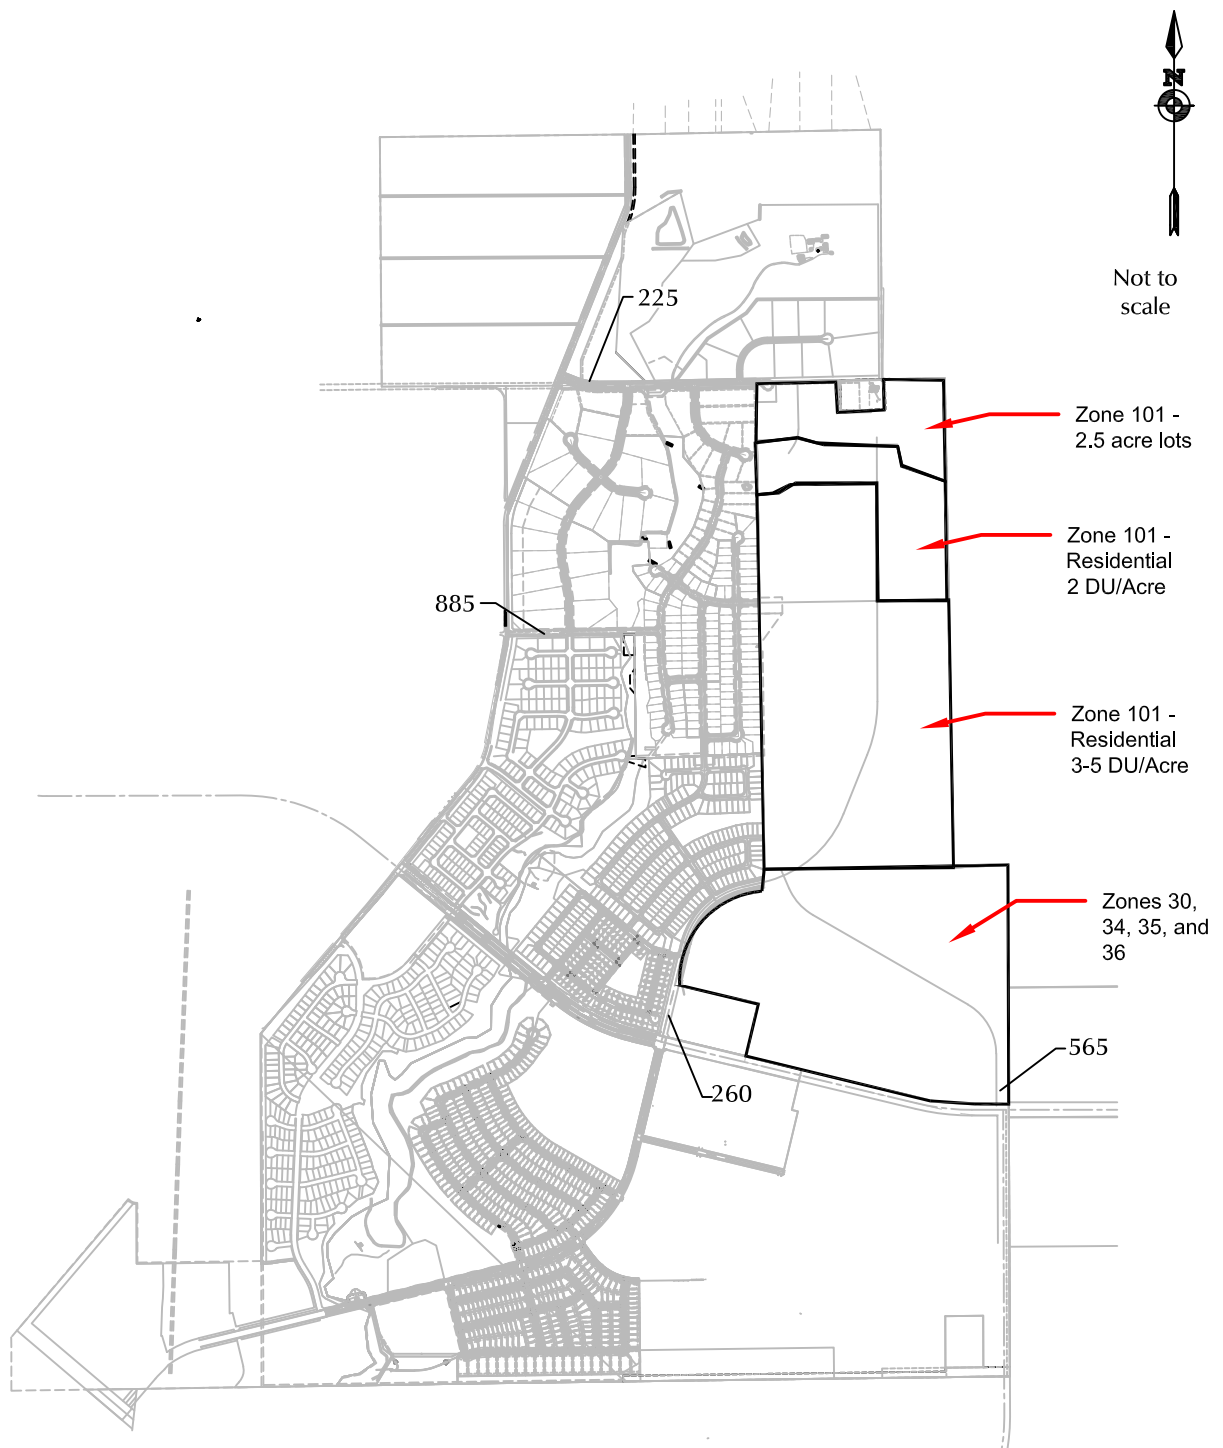 N
Not to
scale
225
Zone 101 -
2.5 acre lots
Zone 101 -
Residential
2 DU/Acre
885
Zone 101 -
Residential
3-5 DU/Acre
Zones 30,
34, 35, and
36
565
260